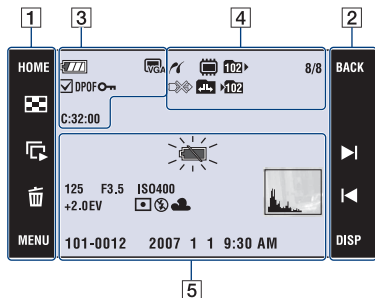 1 3 4 2
HOME
BACK
VGA
102
8/8
DPOF
102
C:32:00
125 F3.5 ISO400
+2.0EV
MENU
101-0012 2007 1 1 9:30 AM
DISP
5